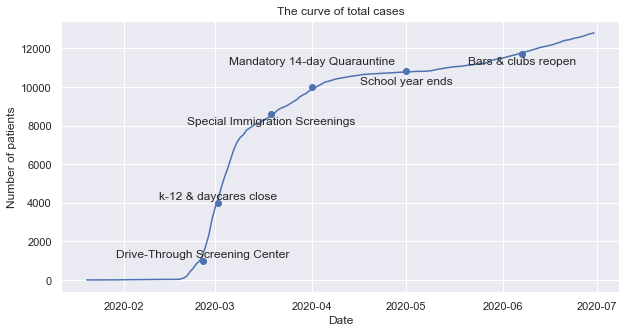 The curve of total cases
12000
10000
8000
6000
4000
2000
0
Number of patients
Mandatory 14-day Quarauntine
Bars & clubs reopen
School year ends
Special Immigration Screenings
k-12 & daycares close
Drive-Through Screening Center
2020-02
2020-03
2020-04
2020-05
2020-06
2020-07
Date